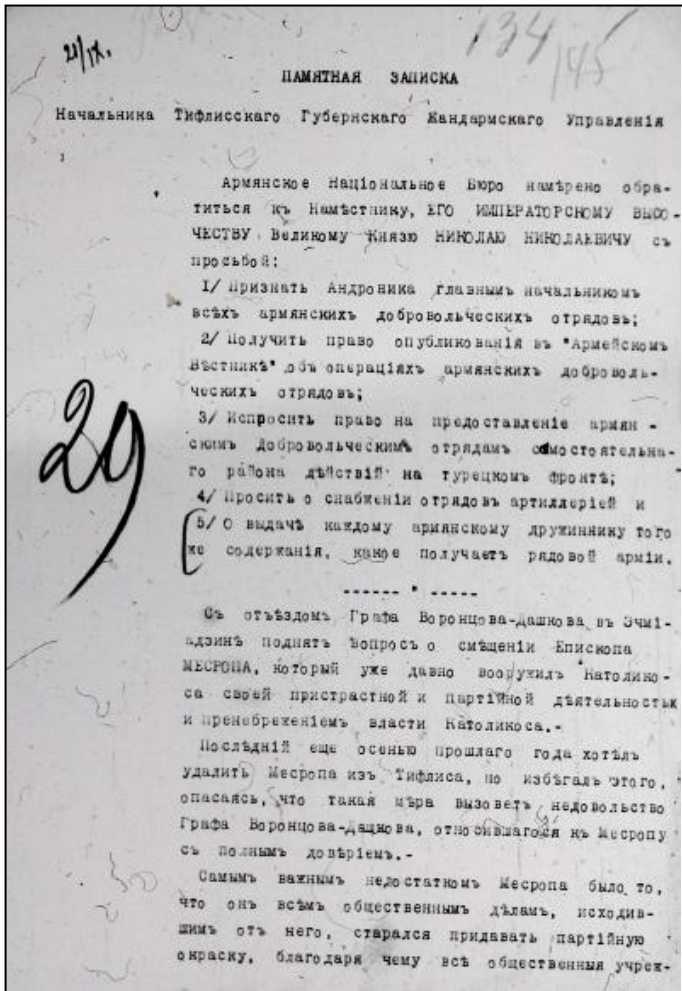 21/IX.
134
145
ПАМЯТНАЯ ЗАПИСКА
Начальника Тифлисскаго Губернскаго Жандармскаго Управленія
Армянское Національное Бюро намѣрено обра-
титься къ Намѣстнику, ЕГО ИМПЕРАТОРСКОМУ ВЫСО-
ЧЕСТВУ Великому Князю НИКОЛАЮ НИКОЛАЕВИЧУ съ
просьбой:
1/ Признать Андроника главнымъ начальникомъ
всѣхъ армянскихъ добровольческихъ отрядовъ;
2/ Получить право опубликованія въ "Армейскомъ
Вѣстникѣ" объ операціяхъ армянскихъ доброволь-
ческихъ отрядовъ;
29
3/ Испросить право на предоставленіе армян -
скимъ Добровольческимъ отрядамъ самостоятельна-
го района дѣйствій на турецкомъ фронтѣ;
4/ Просить о снабженіи отрядовъ артиллеріей и
5/ О выдачѣ каждому армянскому дружиннику того
же содержанія, какое получаетъ рядовой арміи.
------ " -----
Съ отъѣздомъ Графа Воронцова-Дашкова въ Эчмі-
адзинѣ поднятъ вопросъ о смѣщеніи Епископа
МЕСРОПА, который уже давно вооружилъ Католико-
са своей пристрастной и партійной дѣятельностью
и пренебреженіемъ власти Католикоса.-
Послѣдній еще осенью прошлаго года хотѣлъ
удалить Месропа изъ Тифлиса, но избѣгалъ этого,
опасаясь, что такая мѣра вызоветъ недовольство
Графа Воронцова-Дашкова, относившагося къ Месропу
съ полнымъ довѣріемъ.-
Самымъ важнымъ недостаткомъ Месропа было то,
что онъ всѣмъ общественнымъ дѣламъ, исходив-
шимъ отъ него, старался придавать партійную
окраску, благодаря чему всѣ общественныя учреж-